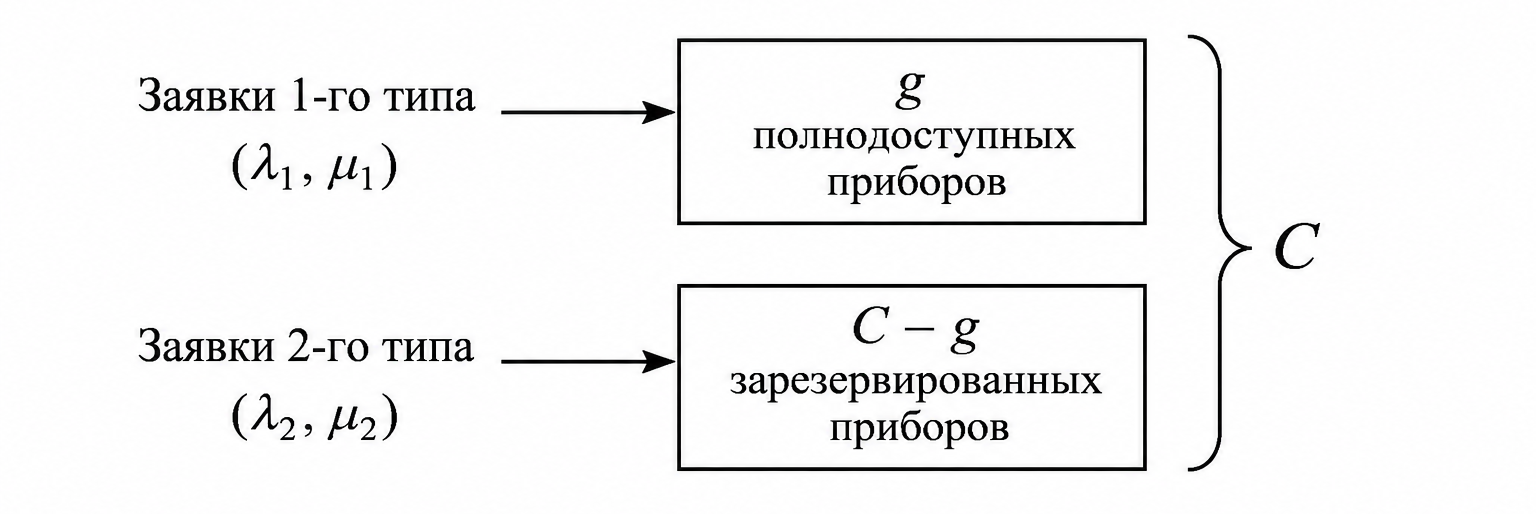 Заявки 1-го типа
(λ₁, μ₁)
g
полнодоступных
приборов
Заявки 2-го типа
(λ₂, μ₂)
C – g
зарезервированных
приборов
C